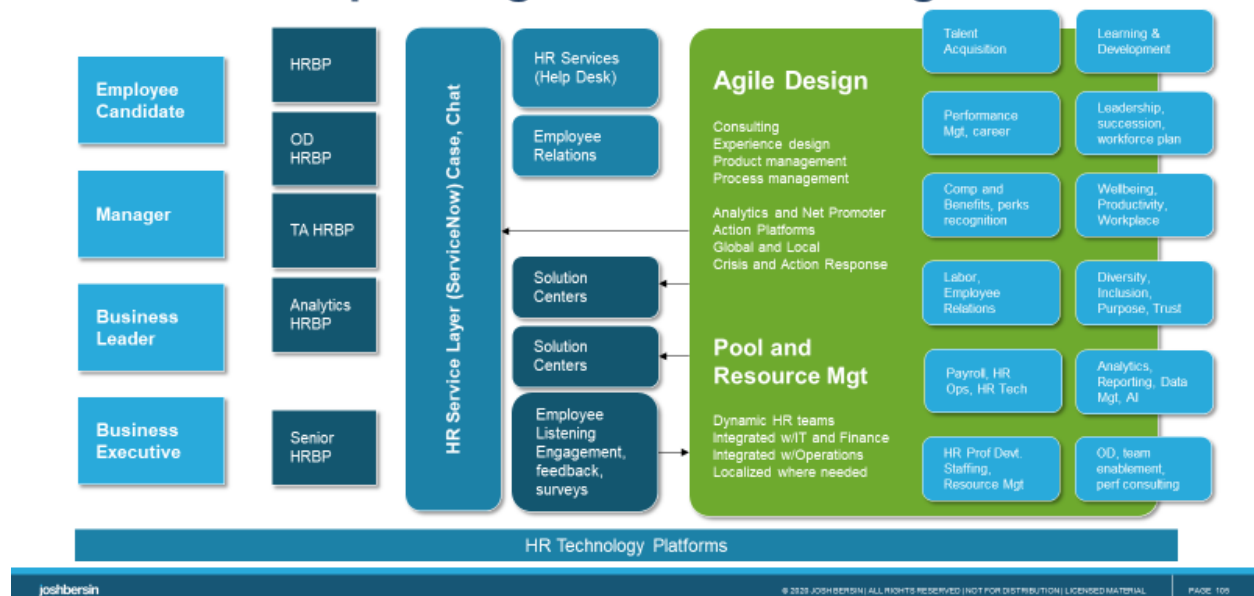 Employee
Candidate
Manager
Business
Leader
Business
Executive
HRBP
OD
HRBP
TA HRBP
Analytics
HRBP
Senior
HRBP
HR Service Layer (ServiceNow) Case, Chat
HR Services
(Help Desk)
Employee
Relations
Solution
Centers
Solution
Centers
Employee
Listening
Engagement,
feedback,
surveys
Agile Design
Consulting
Experience design
Product management
Process management
Analytics and Net Promoter
Action Platforms
Global and Local
Crisis and Action Response
Pool and
Resource Mgt
Dynamic HR teams
Integrated w/IT and Finance
Integrated w/Operations
Localized where needed
Talent
Acquisition
Learning &
Development
Performance
Mgt, career
Leadership,
succession,
workforce plan
Comp and
Benefits, perks
recognition
Wellbeing,
Productivity,
Workplace
Labor,
Employee
Relations
Diversity,
Inclusion,
Purpose, Trust
Payroll, HR
Ops, HR Tech
Analytics,
Reporting, Data
Mgt, AI
HR Prof Devt.
Staffing,
Resource Mgt
OD, team
enablement,
perf consulting
HR Technology Platforms
joshbersin
© 2020 JOSH BERSIN | ALL RIGHTS RESERVED | NOT FOR DISTRIBUTION | LICENSED MATERIAL
PAGE 105